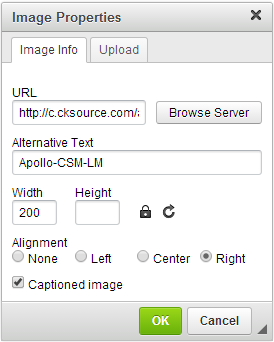 Image Properties
Image Info Upload
URL
http://c.cksource.com/ Browse Server
Alternative Text
Apollo-CSM-LM
Width Height
200
Alignment
None Left Center Right
Captioned image
OK Cancel